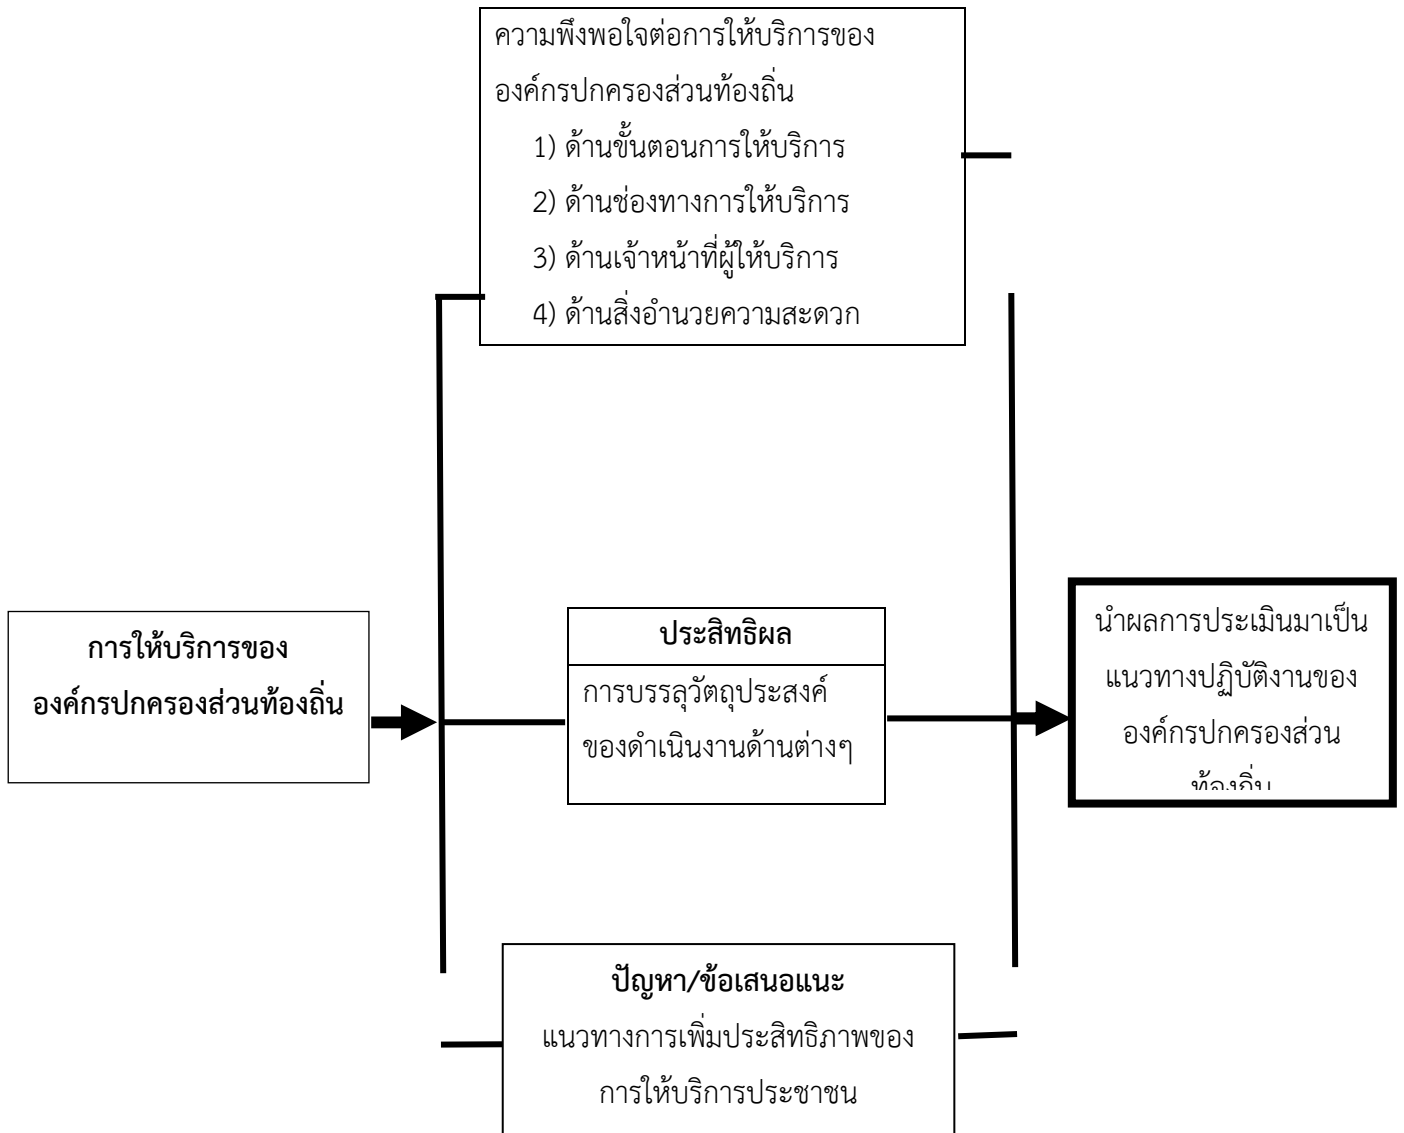 ความพึงพอใจต่อการให้บริการของ
องค์กรปกครองส่วนท้องถิ่น
1) ด้านขั้นตอนการให้บริการ
2) ด้านช่องทางการให้บริการ
3) ด้านเจ้าหน้าที่ผู้ให้บริการ
4) ด้านสิ่งอำนวยความสะดวก
การให้บริการของ
องค์กรปกครองส่วนท้องถิ่น
ประสิทธิผล
การบรรลุวัตถุประสงค์
ของดำเนินงานด้านต่างๆ
นำผลการประเมินมาเป็น
แนวทางปฏิบัติงานของ
องค์กรปกครองส่วน
ท้องถิ่น
ปัญหา/ข้อเสนอแนะ
แนวทางการเพิ่มประสิทธิภาพของ
การให้บริการประชาชน